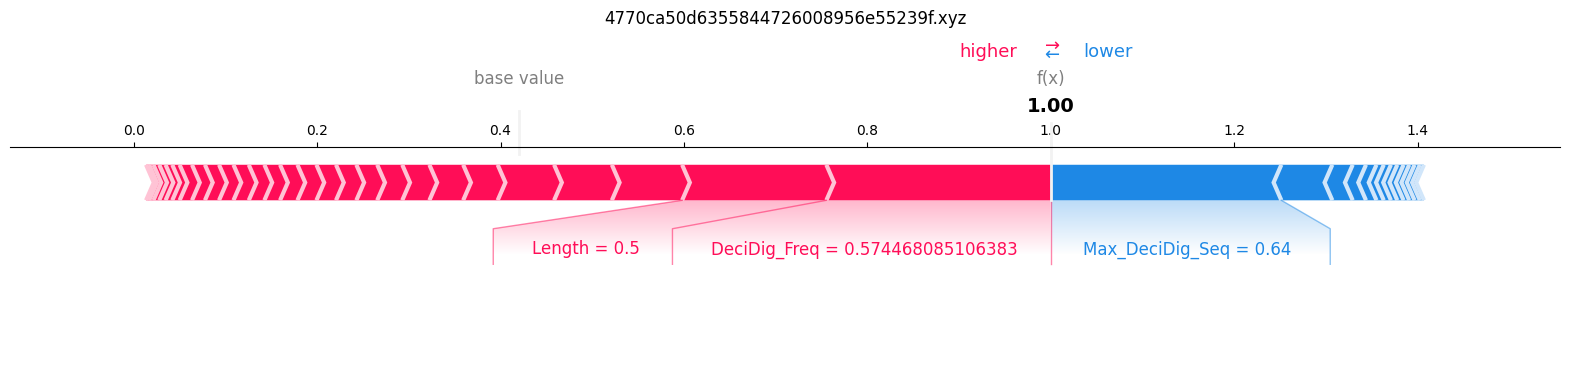 4770ca50d6355844726008956e55239f.xyz
higher → ← lower
base value f(x)
1.00
0.0 0.2 0.4 0.6 0.8 1.0 1.2 1.4
Length = 0.5 DeciDig_Freq = 0.574468085106383 Max_DeciDig_Seq = 0.64